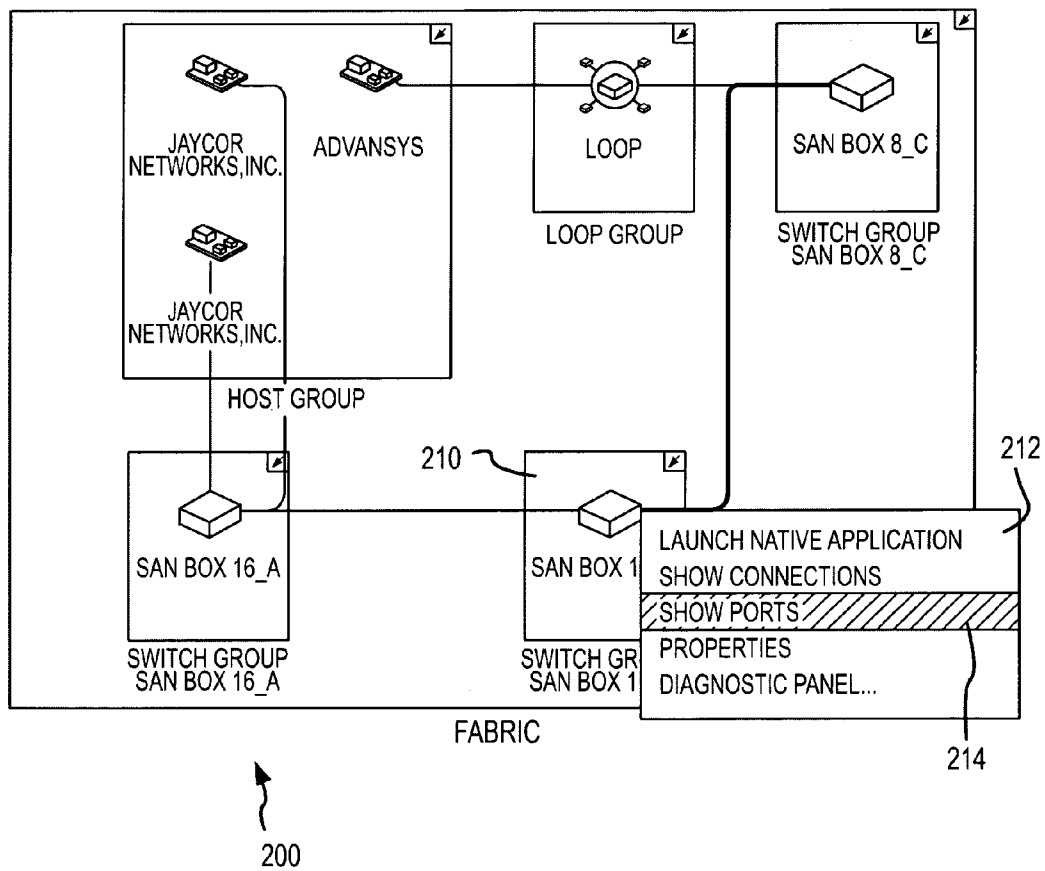 JAYCOR
NETWORKS,INC.
ADVANSYS
LOOP
SAN BOX 8_C
JAYCOR
NETWORKS,INC.
HOST GROUP
LOOP GROUP
SWITCH GROUP
SAN BOX 8_C
210
212
SAN BOX 16_A
SAN BOX 1
SWITCH GROUP
SAN BOX 16_A
SWITCH GR
SAN BOX 1
LAUNCH NATIVE APPLICATION
SHOW CONNECTIONS
SHOW PORTS
PROPERTIES
DIAGNOSTIC PANEL...
FABRIC
214
200